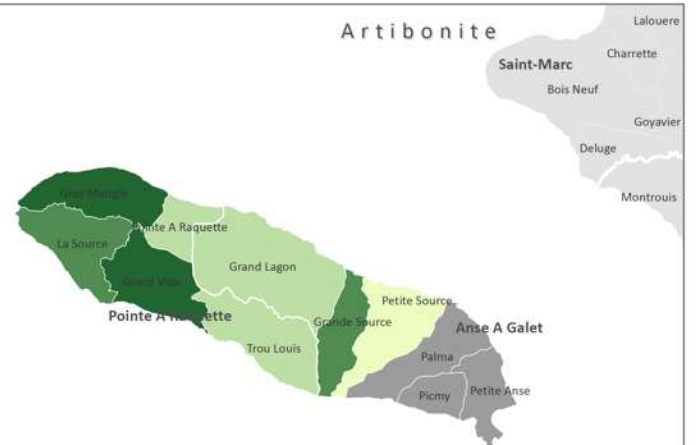 Artibonite
Lalouere
Charrette
Saint-Marc
Bois Neuf
Goyavier
Deluge
Montrouis
Gros Mangle
Pointe A Raquette
La Source
Grand Lagon
Grand Vide
Petite Source
Pointe A Raquette
Grande Source
Anse A Galet
Trou Louis
Palma
Picmy
Petite Anse